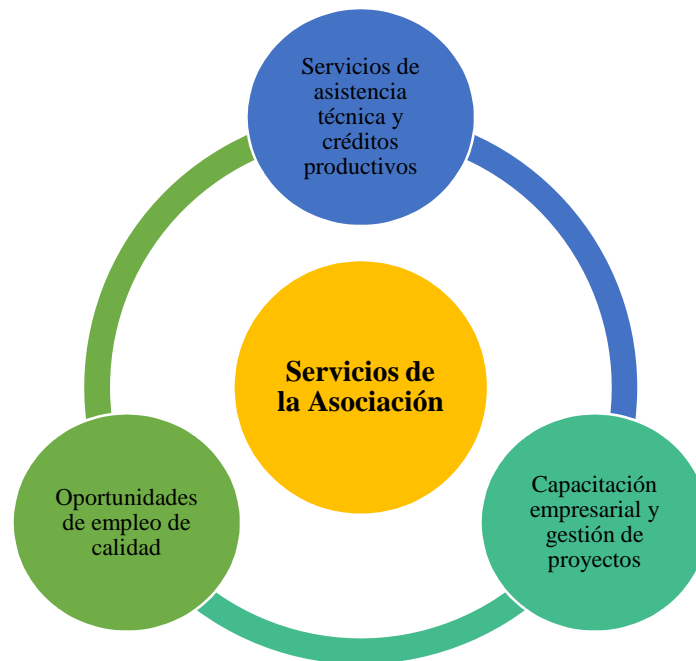 Servicios de
asistencia
técnica y
créditos
productivos
Servicios de
la Asociación
Oportunidades
de empleo de
calidad
Capacitación
empresarial y
gestión de
proyectos